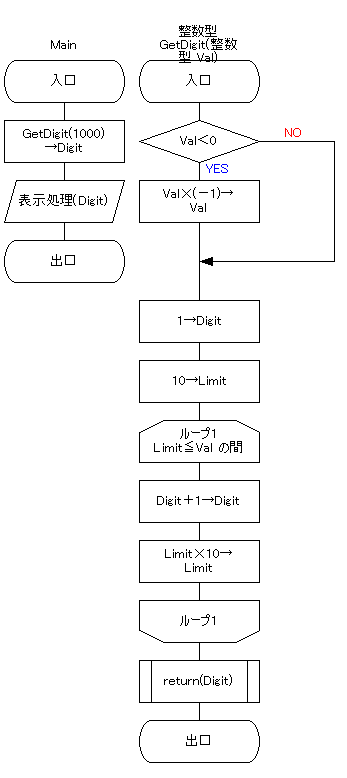 Main
入口
GetDigit(1000)
→Digit
表示処理(Digit)
出口
整数型
GetDigit(整数
型 Val)
入口
Val＜0
NO
YES
Val×(－1)→
Val
1→Digit
10→Limit
ループ1
Limit≦Val の間
Digit＋1→Digit
Limit×10→
Limit
ループ1
return(Digit)
出口